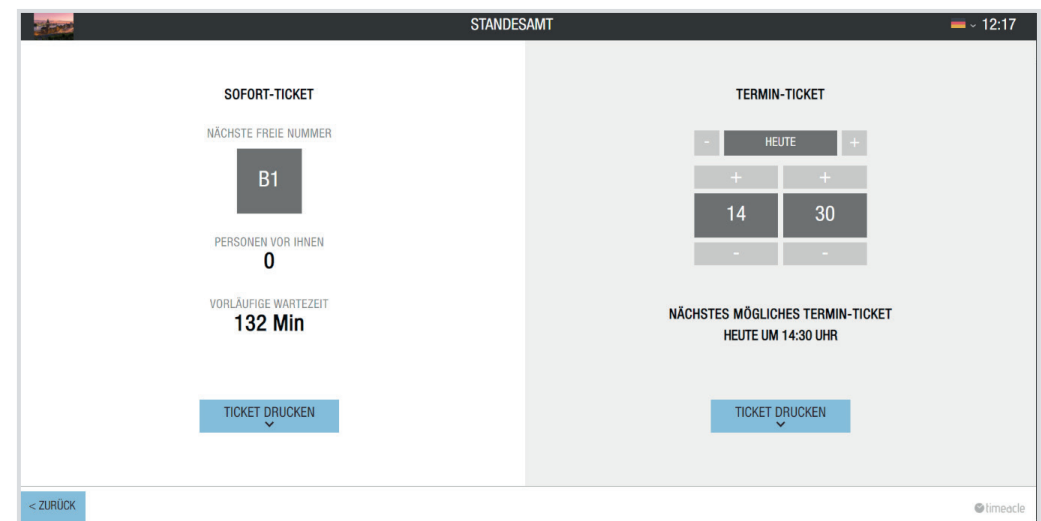 STANDESAMT
12:17
SOFORT-TICKET
NÄCHSTE FREIE NUMMER
B1
PERSONEN VOR IHNEN
0
VORLÄUFIGE WARTEZEIT
132 Min
TICKET DRUCKEN
TERMIN-TICKET
- HEUTE +
+ +
14 30
- -
NÄCHSTES MÖGLICHES TERMIN-TICKET
HEUTE UM 14:30 UHR
TICKET DRUCKEN
< ZURÜCK
timeacle